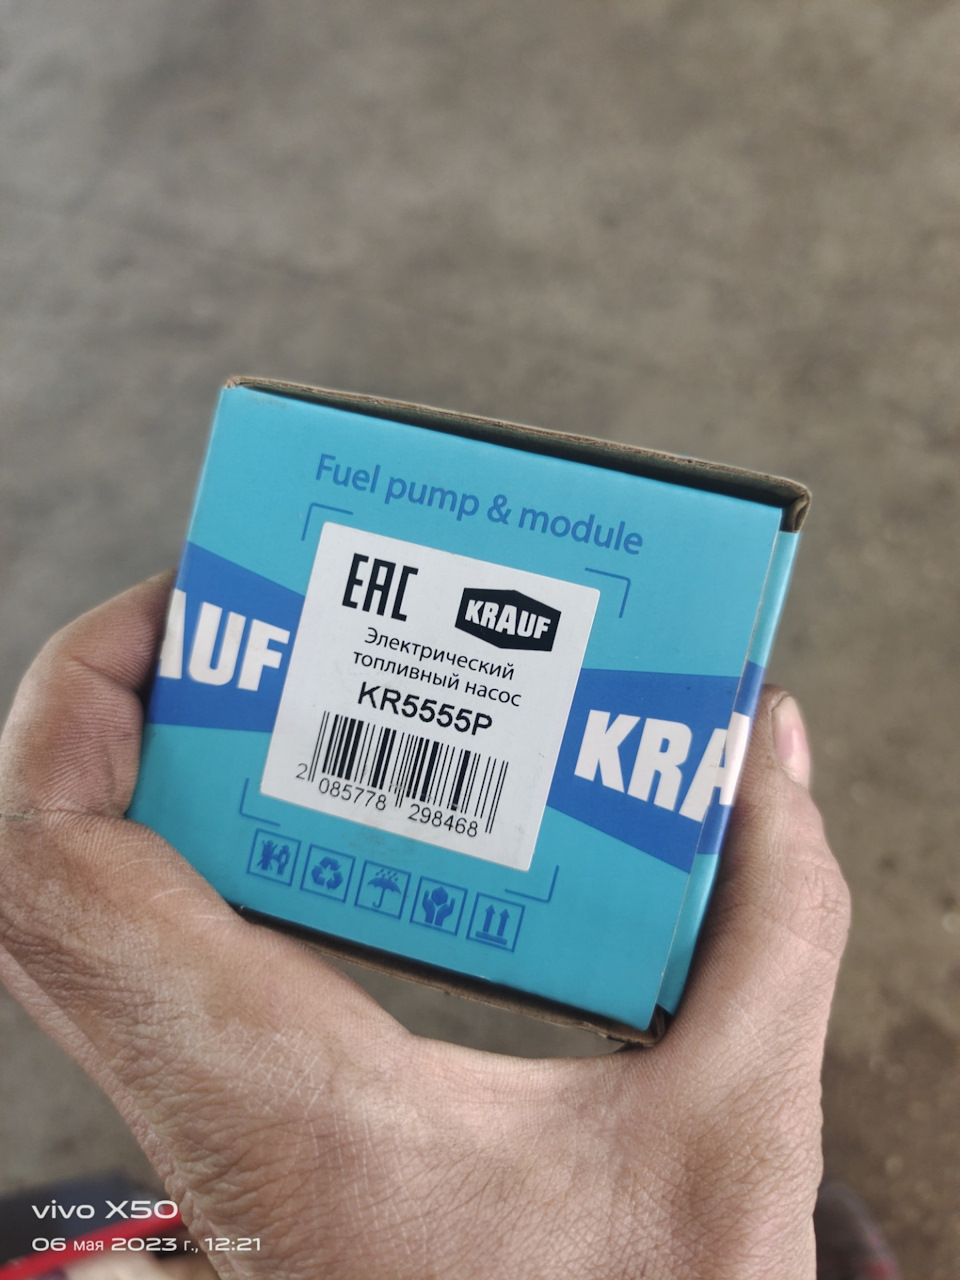 Fuel pump & module
EAC
KRAUF
Электрический
топливный насос
KR5555P
2 085778 298468
AUF
KRA
vivo X50
06 мая 2023 г., 12:21